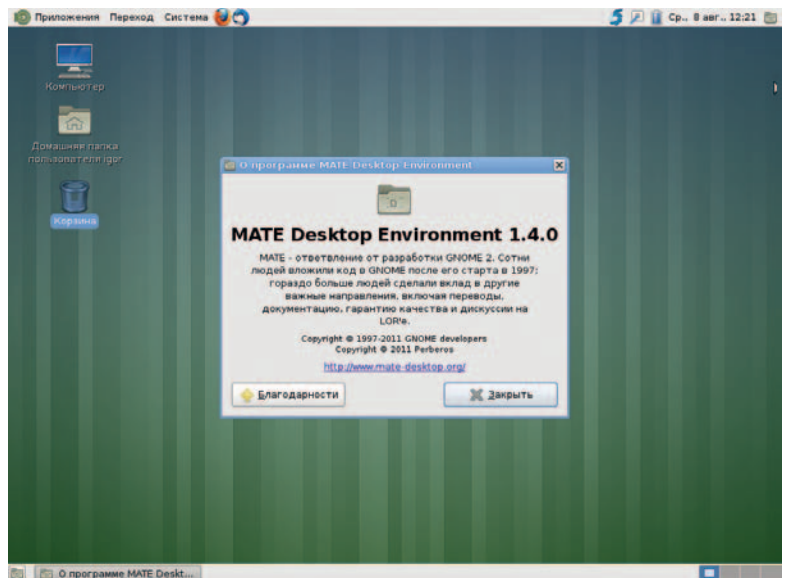 Приложения Переход Система
Ср., 8 авг., 12:21
Компьютер
Домашняя папка
пользователя igor
Корзина
О программе MATE Desktop Environment
MATE Desktop Environment 1.4.0
MATE - ответвление от разработки GNOME 2. Сотни
людей вложили код в GNOME после его старта в 1997;
гораздо больше людей сделали вклад в другие
важные направления, включая переводы,
документацию, гарантию качества и дискуссии на
LOR'е.
Copyright © 1997-2011 GNOME developers
Copyright © 2011 Perberos
http://www.mate-desktop.org/
Благодарности
Закрыть
О программе MATE Deskt...